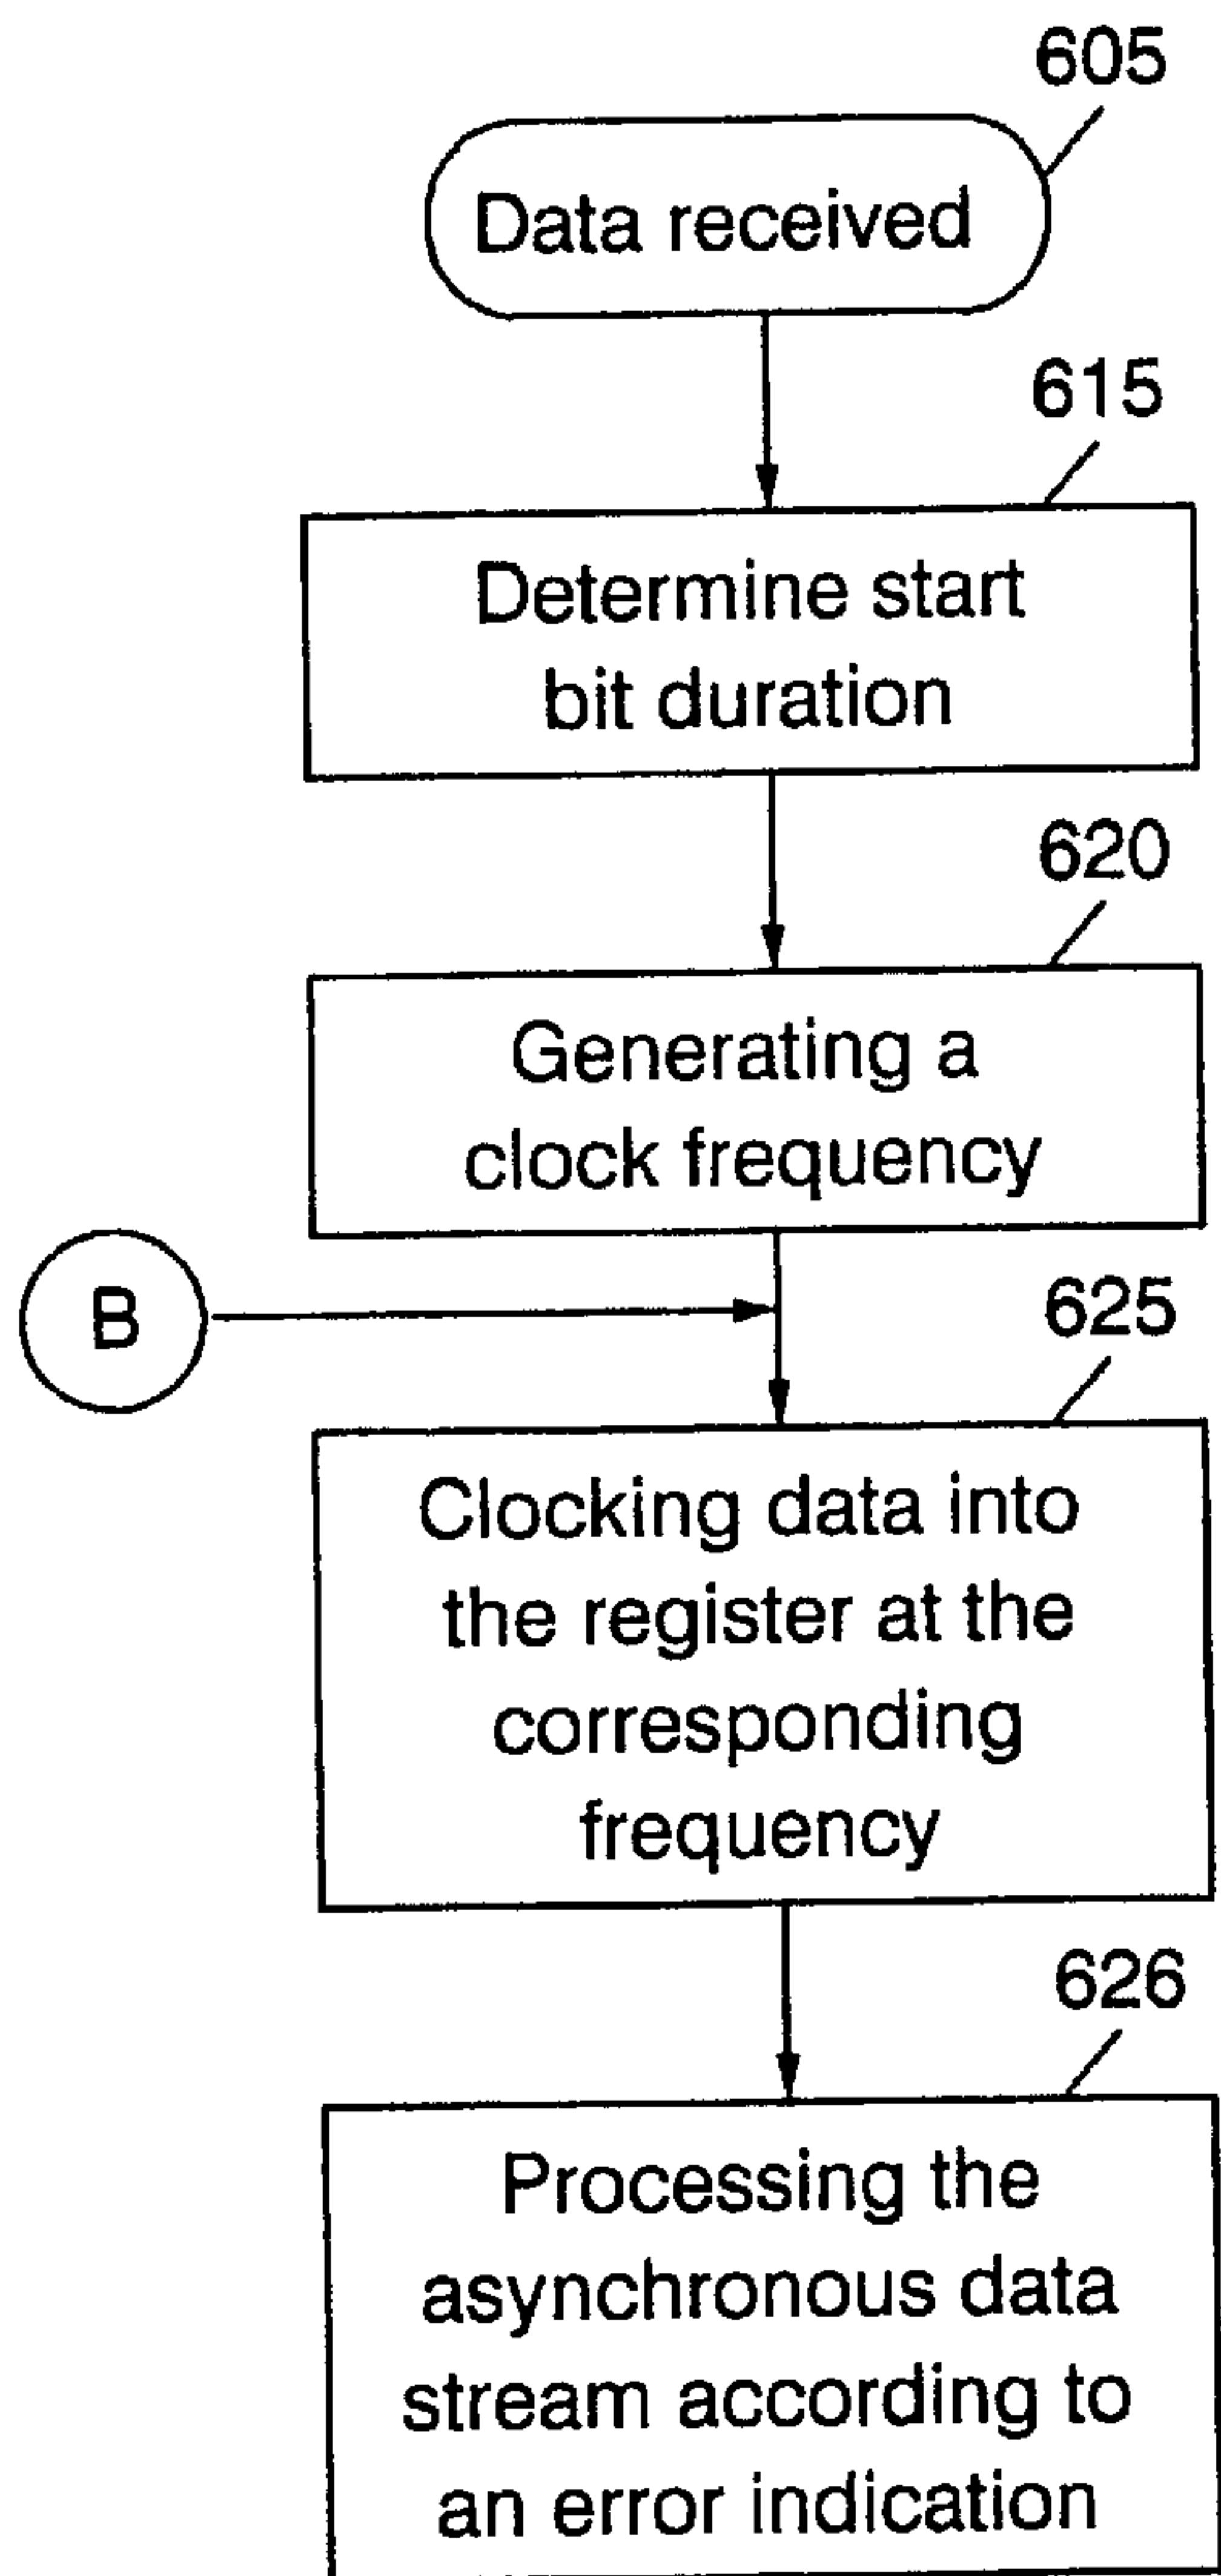 605
Data received
615
Determine start
bit duration
620
Generating a
clock frequency
B
625
Clocking data into
the register at the
corresponding
frequency
626
Processing the
asynchronous data
stream according to
an error indication